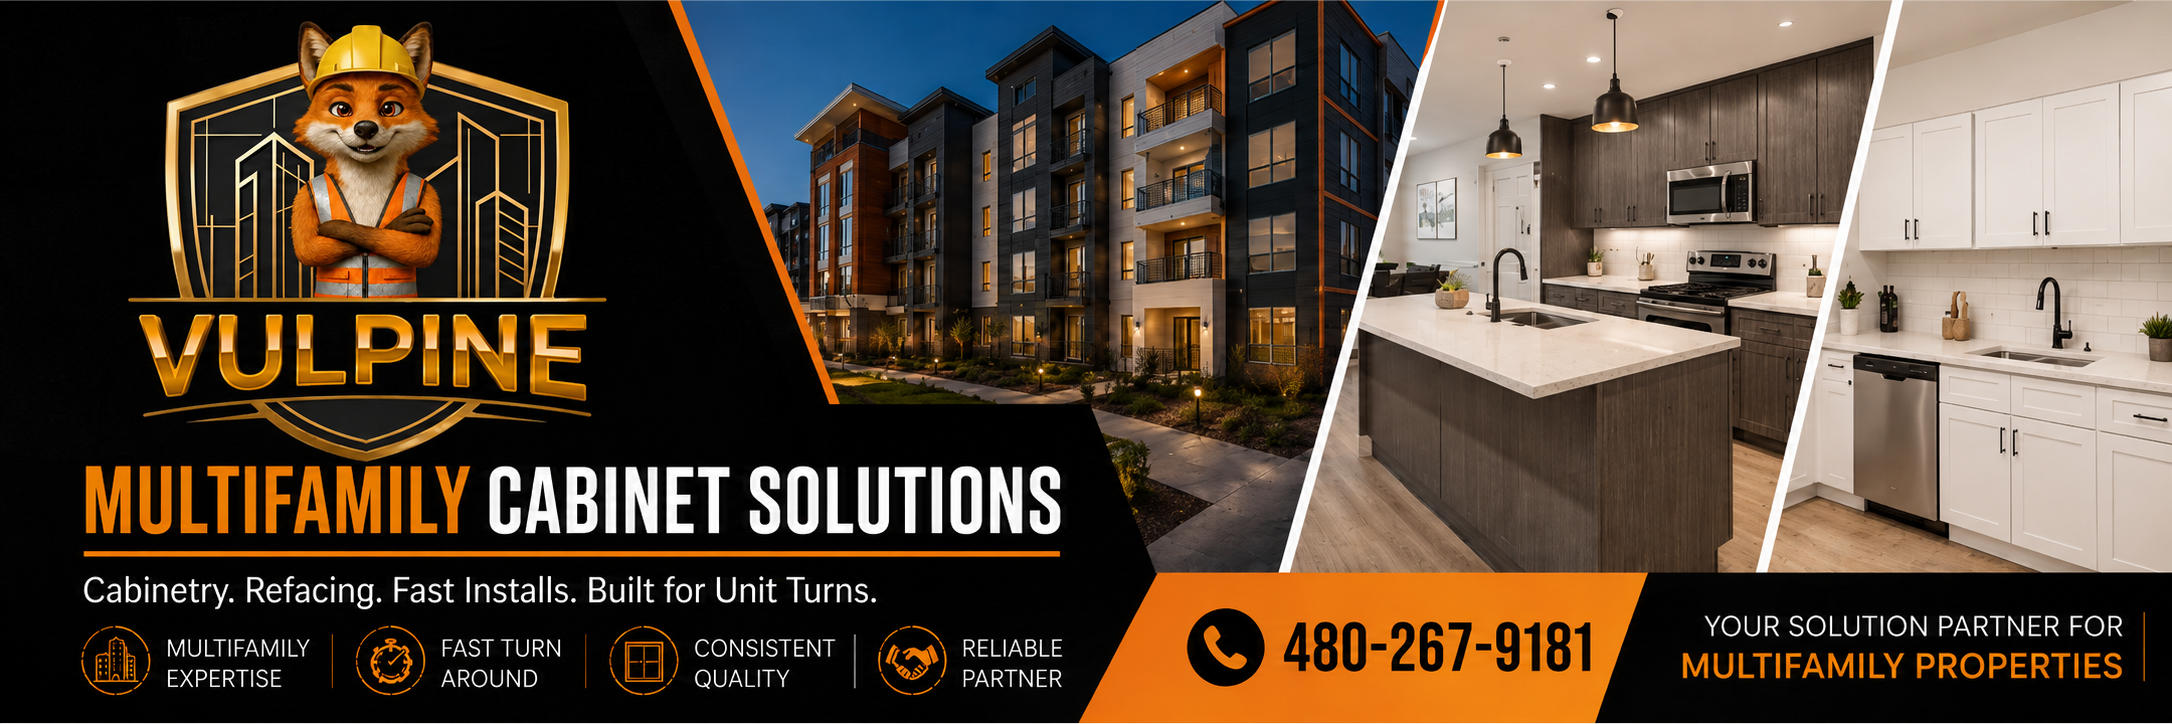 VULPINE
MULTIFAMILY CABINET SOLUTIONS
Cabinetry. Refacing. Fast Installs. Built for Unit Turns.
MULTIFAMILY
EXPERTISE
FAST TURN
AROUND
CONSISTENT
QUALITY
RELIABLE
PARTNER
480-267-9181
YOUR SOLUTION PARTNER FOR
MULTIFAMILY PROPERTIES